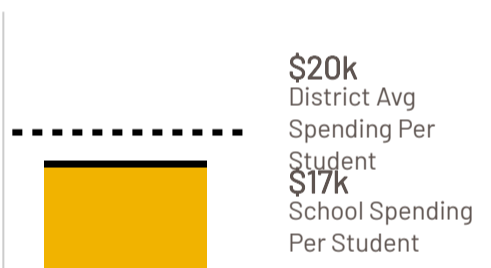 $20k
District Avg
Spending Per
Student
$17k
School Spending
Per Student